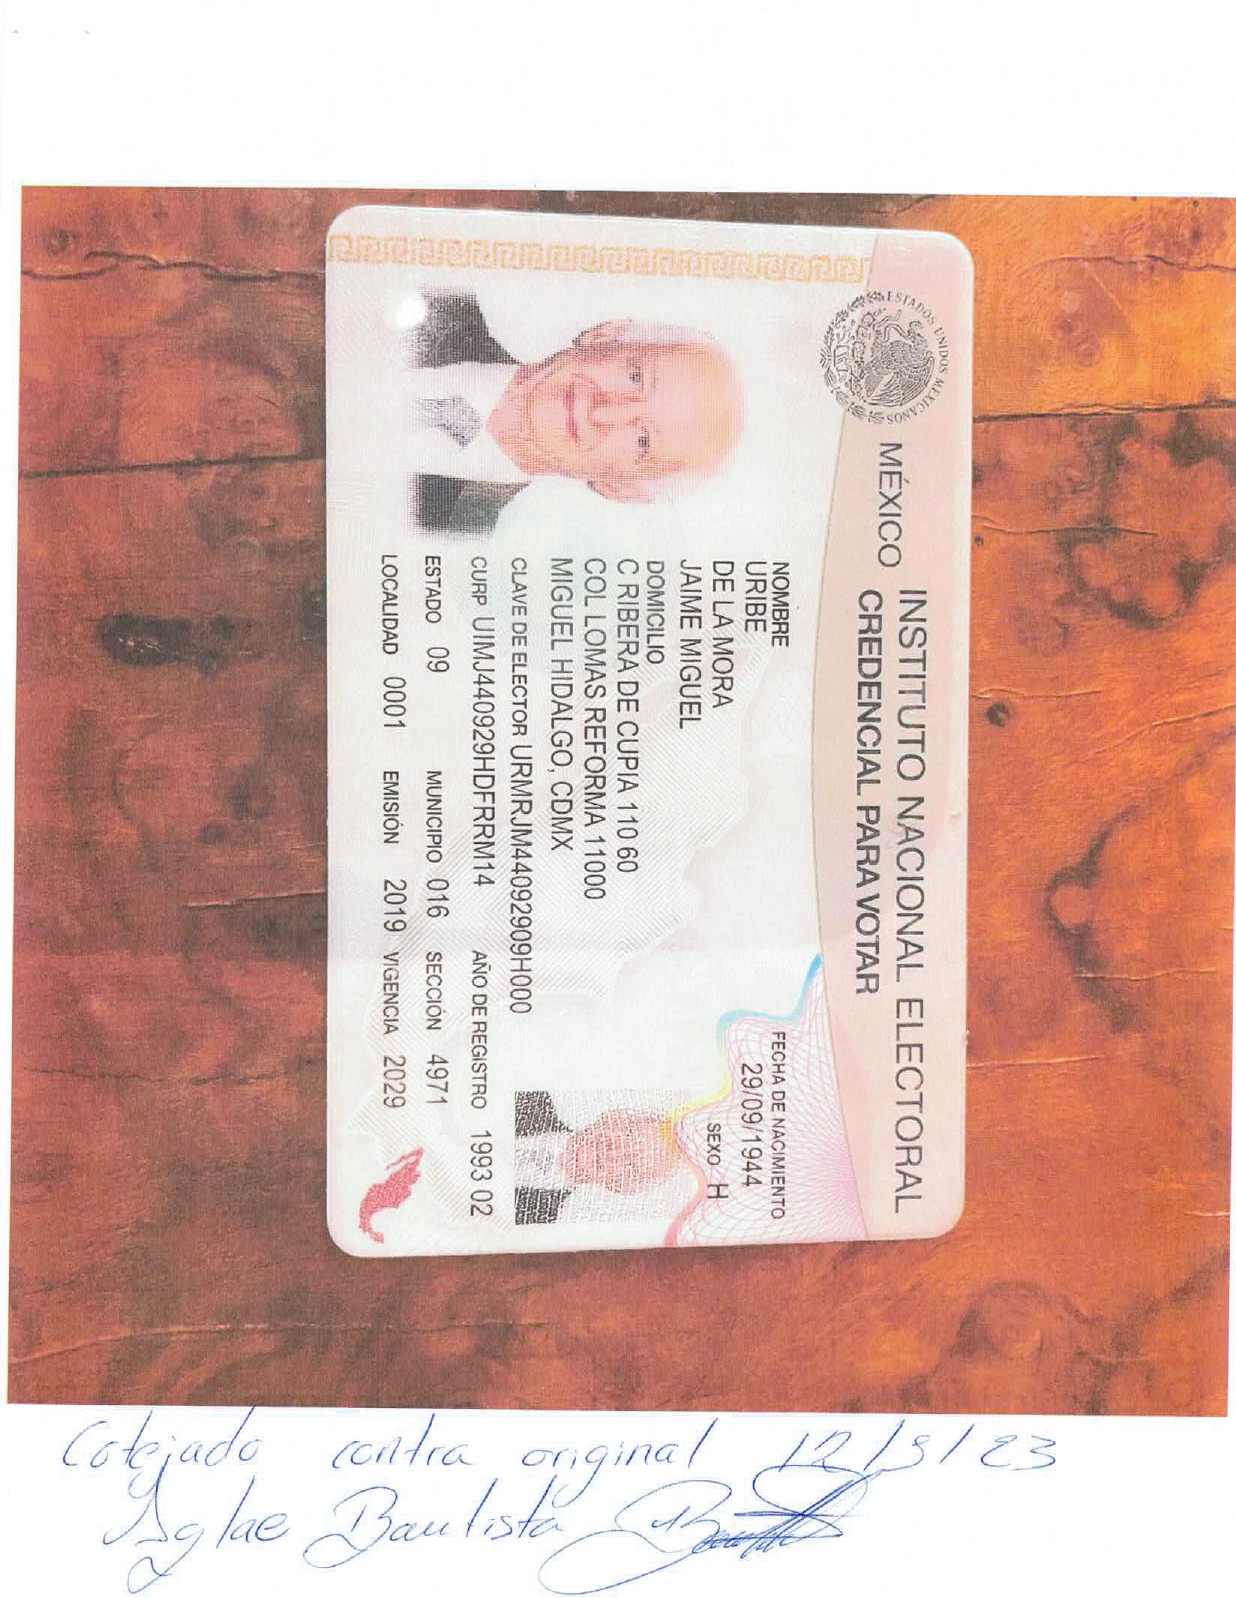 ESTADOS UNIDOS MEXICANOS
MÉXICO INSTITUTO NACIONAL ELECTORAL
CREDENCIAL PARA VOTAR
NOMBRE
URIBE
DE LA MORA
JAIME MIGUEL
FECHA DE NACIMIENTO
29/09/1944
SEXO H
DOMICILIO
C RIBERA DE CUPIA 110 60
COL LOMAS REFORMA 11000
MIGUEL HIDALGO, CDMX
CLAVE DE ELECTOR URMRJM44092909H000
CURP UIMJ440929HDFRRM14 AÑO DE REGISTRO 1993 02
ESTADO 09 MUNICIPIO 016 SECCIÓN 4971
LOCALIDAD 0001 EMISIÓN 2019 VIGENCIA 2029
Cotejado contra original
Aglae Bautista